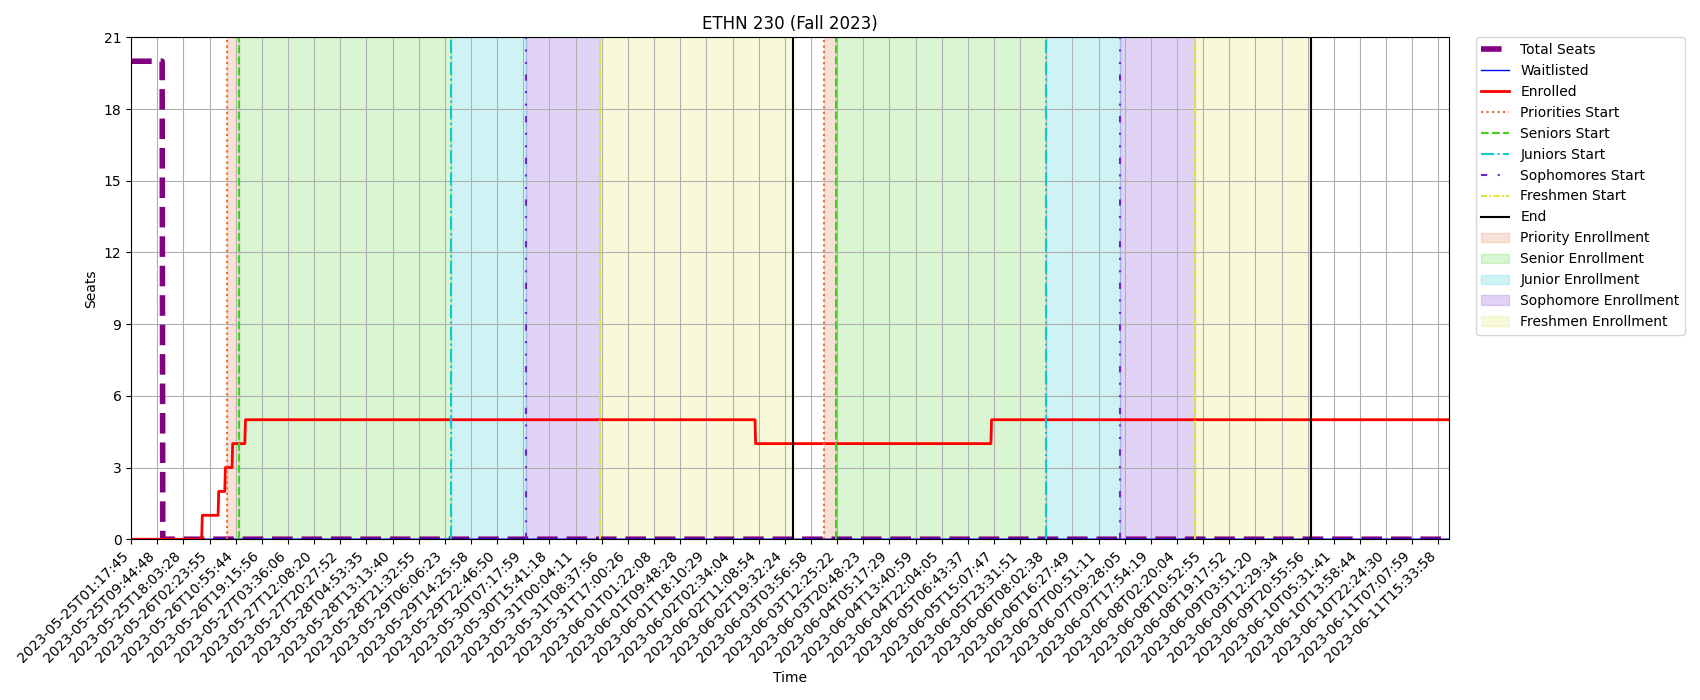 ETHN 230 (Fall 2023)
21
18
15
12
9
6
3
0
Seats
2023-05-25T01:17:45
2023-05-25T09:44:48
2023-05-25T18:03:28
2023-05-26T02:23:55
2023-05-26T10:55:44
2023-05-26T19:15:56
2023-05-27T03:36:06
2023-05-27T12:08:20
2023-05-27T20:27:52
2023-05-28T04:53:35
2023-05-28T13:13:40
2023-05-28T21:32:55
2023-05-29T06:06:23
2023-05-29T14:25:58
2023-05-29T22:46:50
2023-05-30T07:17:59
2023-05-30T15:41:18
2023-05-31T00:04:11
2023-05-31T08:37:56
2023-05-31T17:00:26
2023-06-01T01:22:08
2023-06-01T09:48:28
2023-06-01T18:10:29
2023-06-02T02:34:04
2023-06-02T11:08:54
2023-06-02T19:32:24
2023-06-03T03:56:58
2023-06-03T12:25:22
2023-06-03T20:48:23
2023-06-04T05:17:29
2023-06-04T13:40:59
2023-06-04T22:04:05
2023-06-05T06:43:37
2023-06-05T15:07:47
2023-06-05T23:31:51
2023-06-06T08:02:38
2023-06-06T16:27:49
2023-06-07T00:51:11
2023-06-07T09:28:05
2023-06-07T17:54:19
2023-06-08T02:20:04
2023-06-08T10:52:55
2023-06-08T19:17:52
2023-06-09T03:51:20
2023-06-09T12:29:34
2023-06-09T20:55:56
2023-06-10T05:31:41
2023-06-10T13:58:44
2023-06-10T22:24:30
2023-06-11T07:07:59
2023-06-11T15:33:58
Time
Total Seats
Waitlisted
Enrolled
Priorities Start
Seniors Start
Juniors Start
Sophomores Start
Freshmen Start
End
Priority Enrollment
Senior Enrollment
Junior Enrollment
Sophomore Enrollment
Freshmen Enrollment